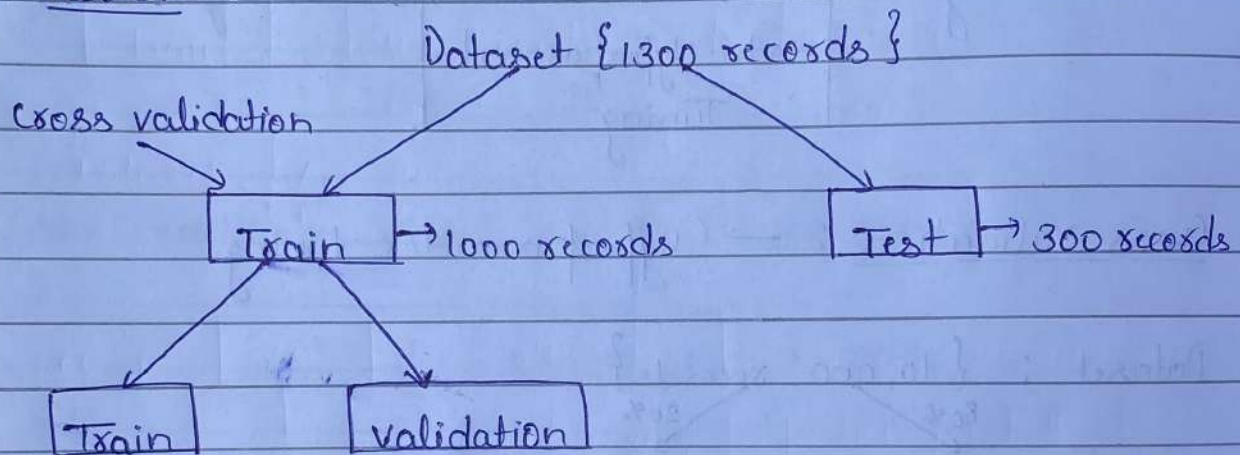 Dataset {1300 records}
Cross validation
Train → 1000 records
Test → 300 records
Train
validation